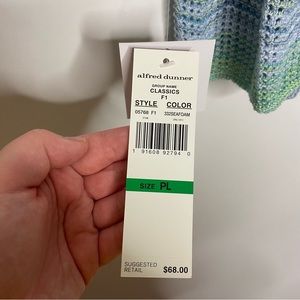 alfred dunner
GROUP NAME
CLASSICS
F1
STYLE COLOR
05768 F1 332SEAFOAM
1 91608 92794 0
SIZE PL
SUGGESTED
RETAIL $68.00